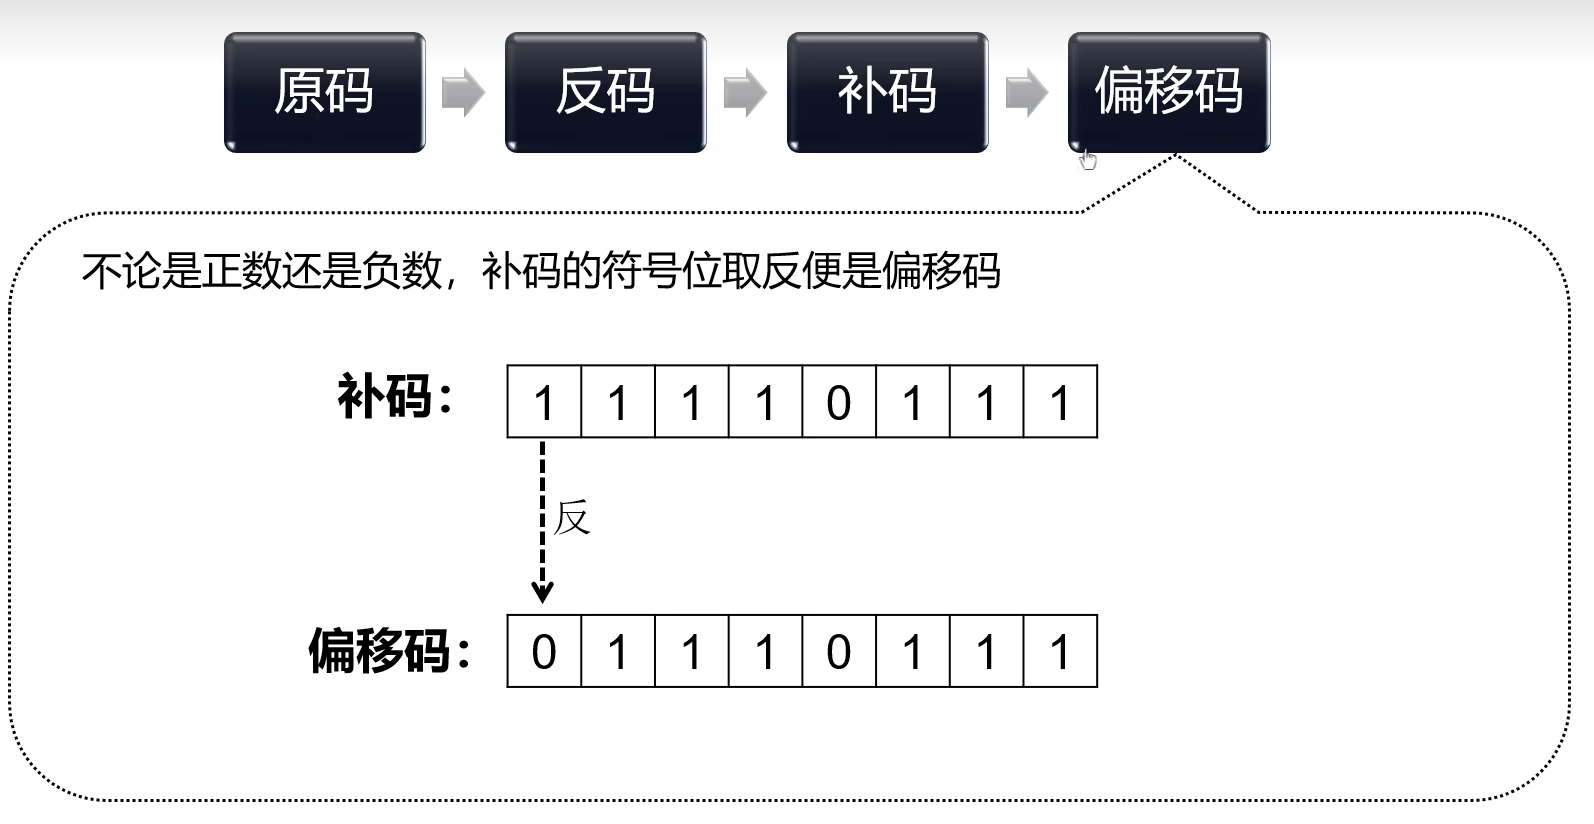 原码 反码 补码 偏移码
不论是正数还是负数，补码的符号位取反便是偏移码
补码： 1 1 1 1 0 1 1 1
反
偏移码： 0 1 1 1 0 1 1 1